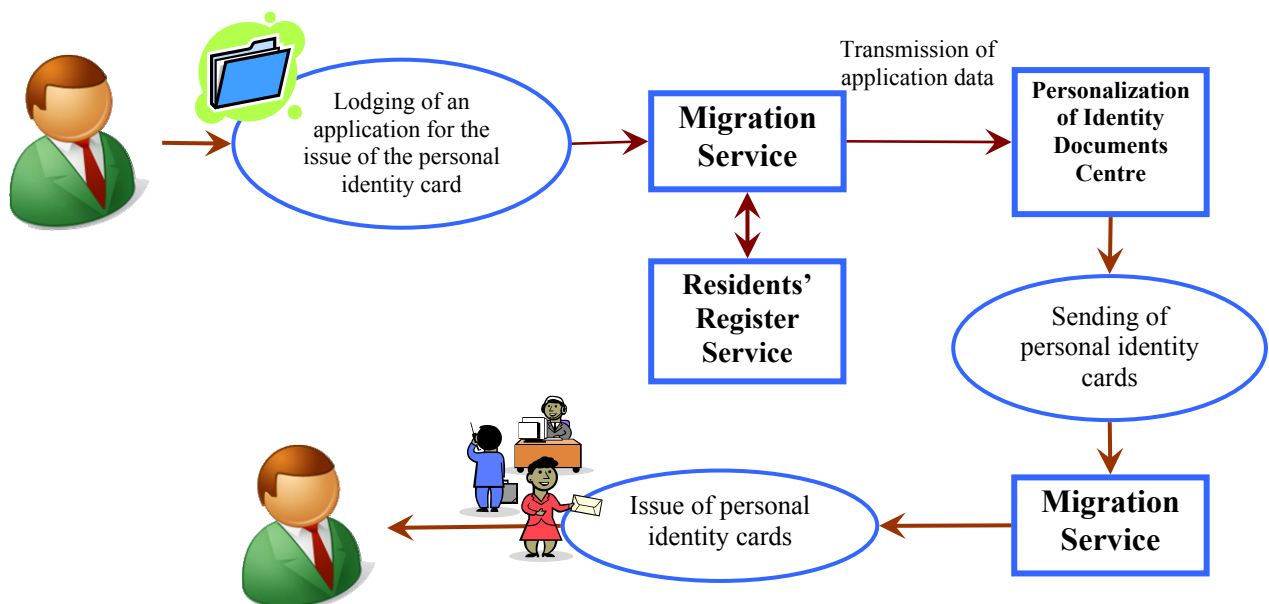 Lodging of an
application for the
issue of the personal
identity card
Migration
Service
Transmission of
application data
Personalization
of Identity
Documents
Centre
Residents’
Register
Service
Sending of
personal identity
cards
Migration
Service
Issue of personal
identity cards